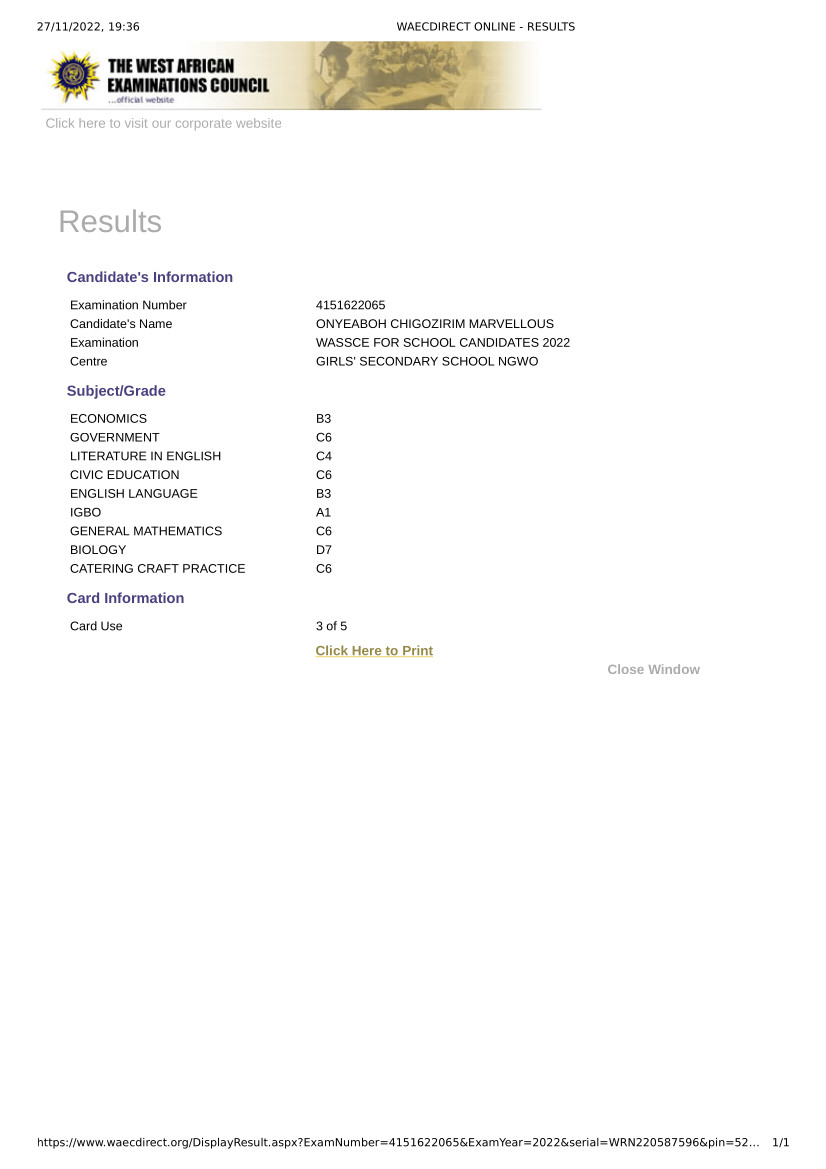 27/11/2022, 19:36 WAECDIRECT ONLINE - RESULTS
THE WEST AFRICAN
EXAMINATIONS COUNCIL
...official website
Click here to visit our corporate website
Results
Candidate's Information
Examination Number 4151622065
Candidate's Name ONYEABOH CHIGOZIRIM MARVELLOUS
Examination WASSCE FOR SCHOOL CANDIDATES 2022
Centre GIRLS' SECONDARY SCHOOL NGWO
Subject/Grade
ECONOMICS B3
GOVERNMENT C6
LITERATURE IN ENGLISH C4
CIVIC EDUCATION C6
ENGLISH LANGUAGE B3
IGBO A1
GENERAL MATHEMATICS C6
BIOLOGY D7
CATERING CRAFT PRACTICE C6
Card Information
Card Use 3 of 5
Click Here to Print
Close Window
https://www.waecdirect.org/DisplayResult.aspx?ExamNumber=4151622065&ExamYear=2022&serial=WRN220587596&pin=52... 1/1